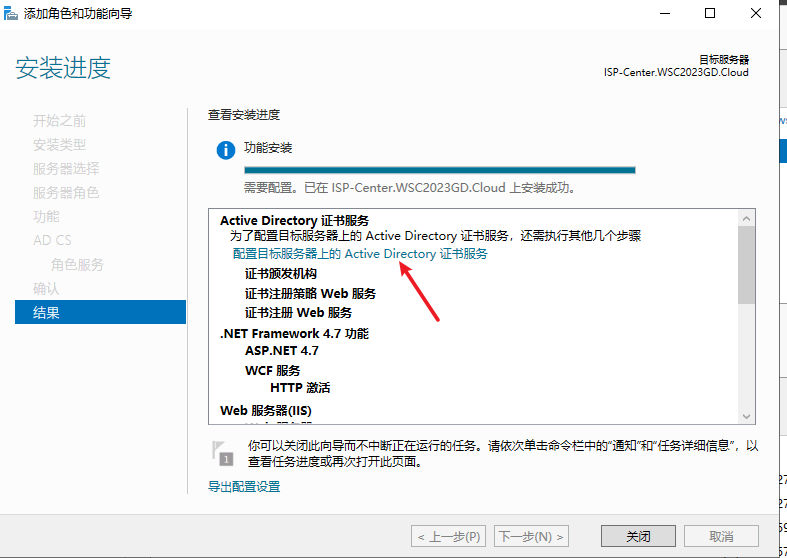 添加角色和功能向导
安装进度
目标服务器
ISP-Center.WSC2023GD.Cloud
开始之前
安装类型
服务器选择
服务器角色
功能
AD CS
角色服务
确认
结果
查看安装进度
功能安装
需要配置。已在 ISP-Center.WSC2023GD.Cloud 上安装成功。
Active Directory 证书服务
为了配置目标服务器上的 Active Directory 证书服务，还需执行其他几个步骤
配置目标服务器上的 Active Directory 证书服务
证书颁发机构
证书注册策略 Web 服务
证书注册 Web 服务
.NET Framework 4.7 功能
ASP.NET 4.7
WCF 服务
HTTP 激活
Web 服务器(IIS)
1
你可以关闭此向导而不中断正在运行的任务。请依次单击命令栏中的"通知"和"任务详细信息"，以
查看任务进度或再次打开此页面。
导出配置设置
< 上一步(P)
下一步(N) >
关闭
取消